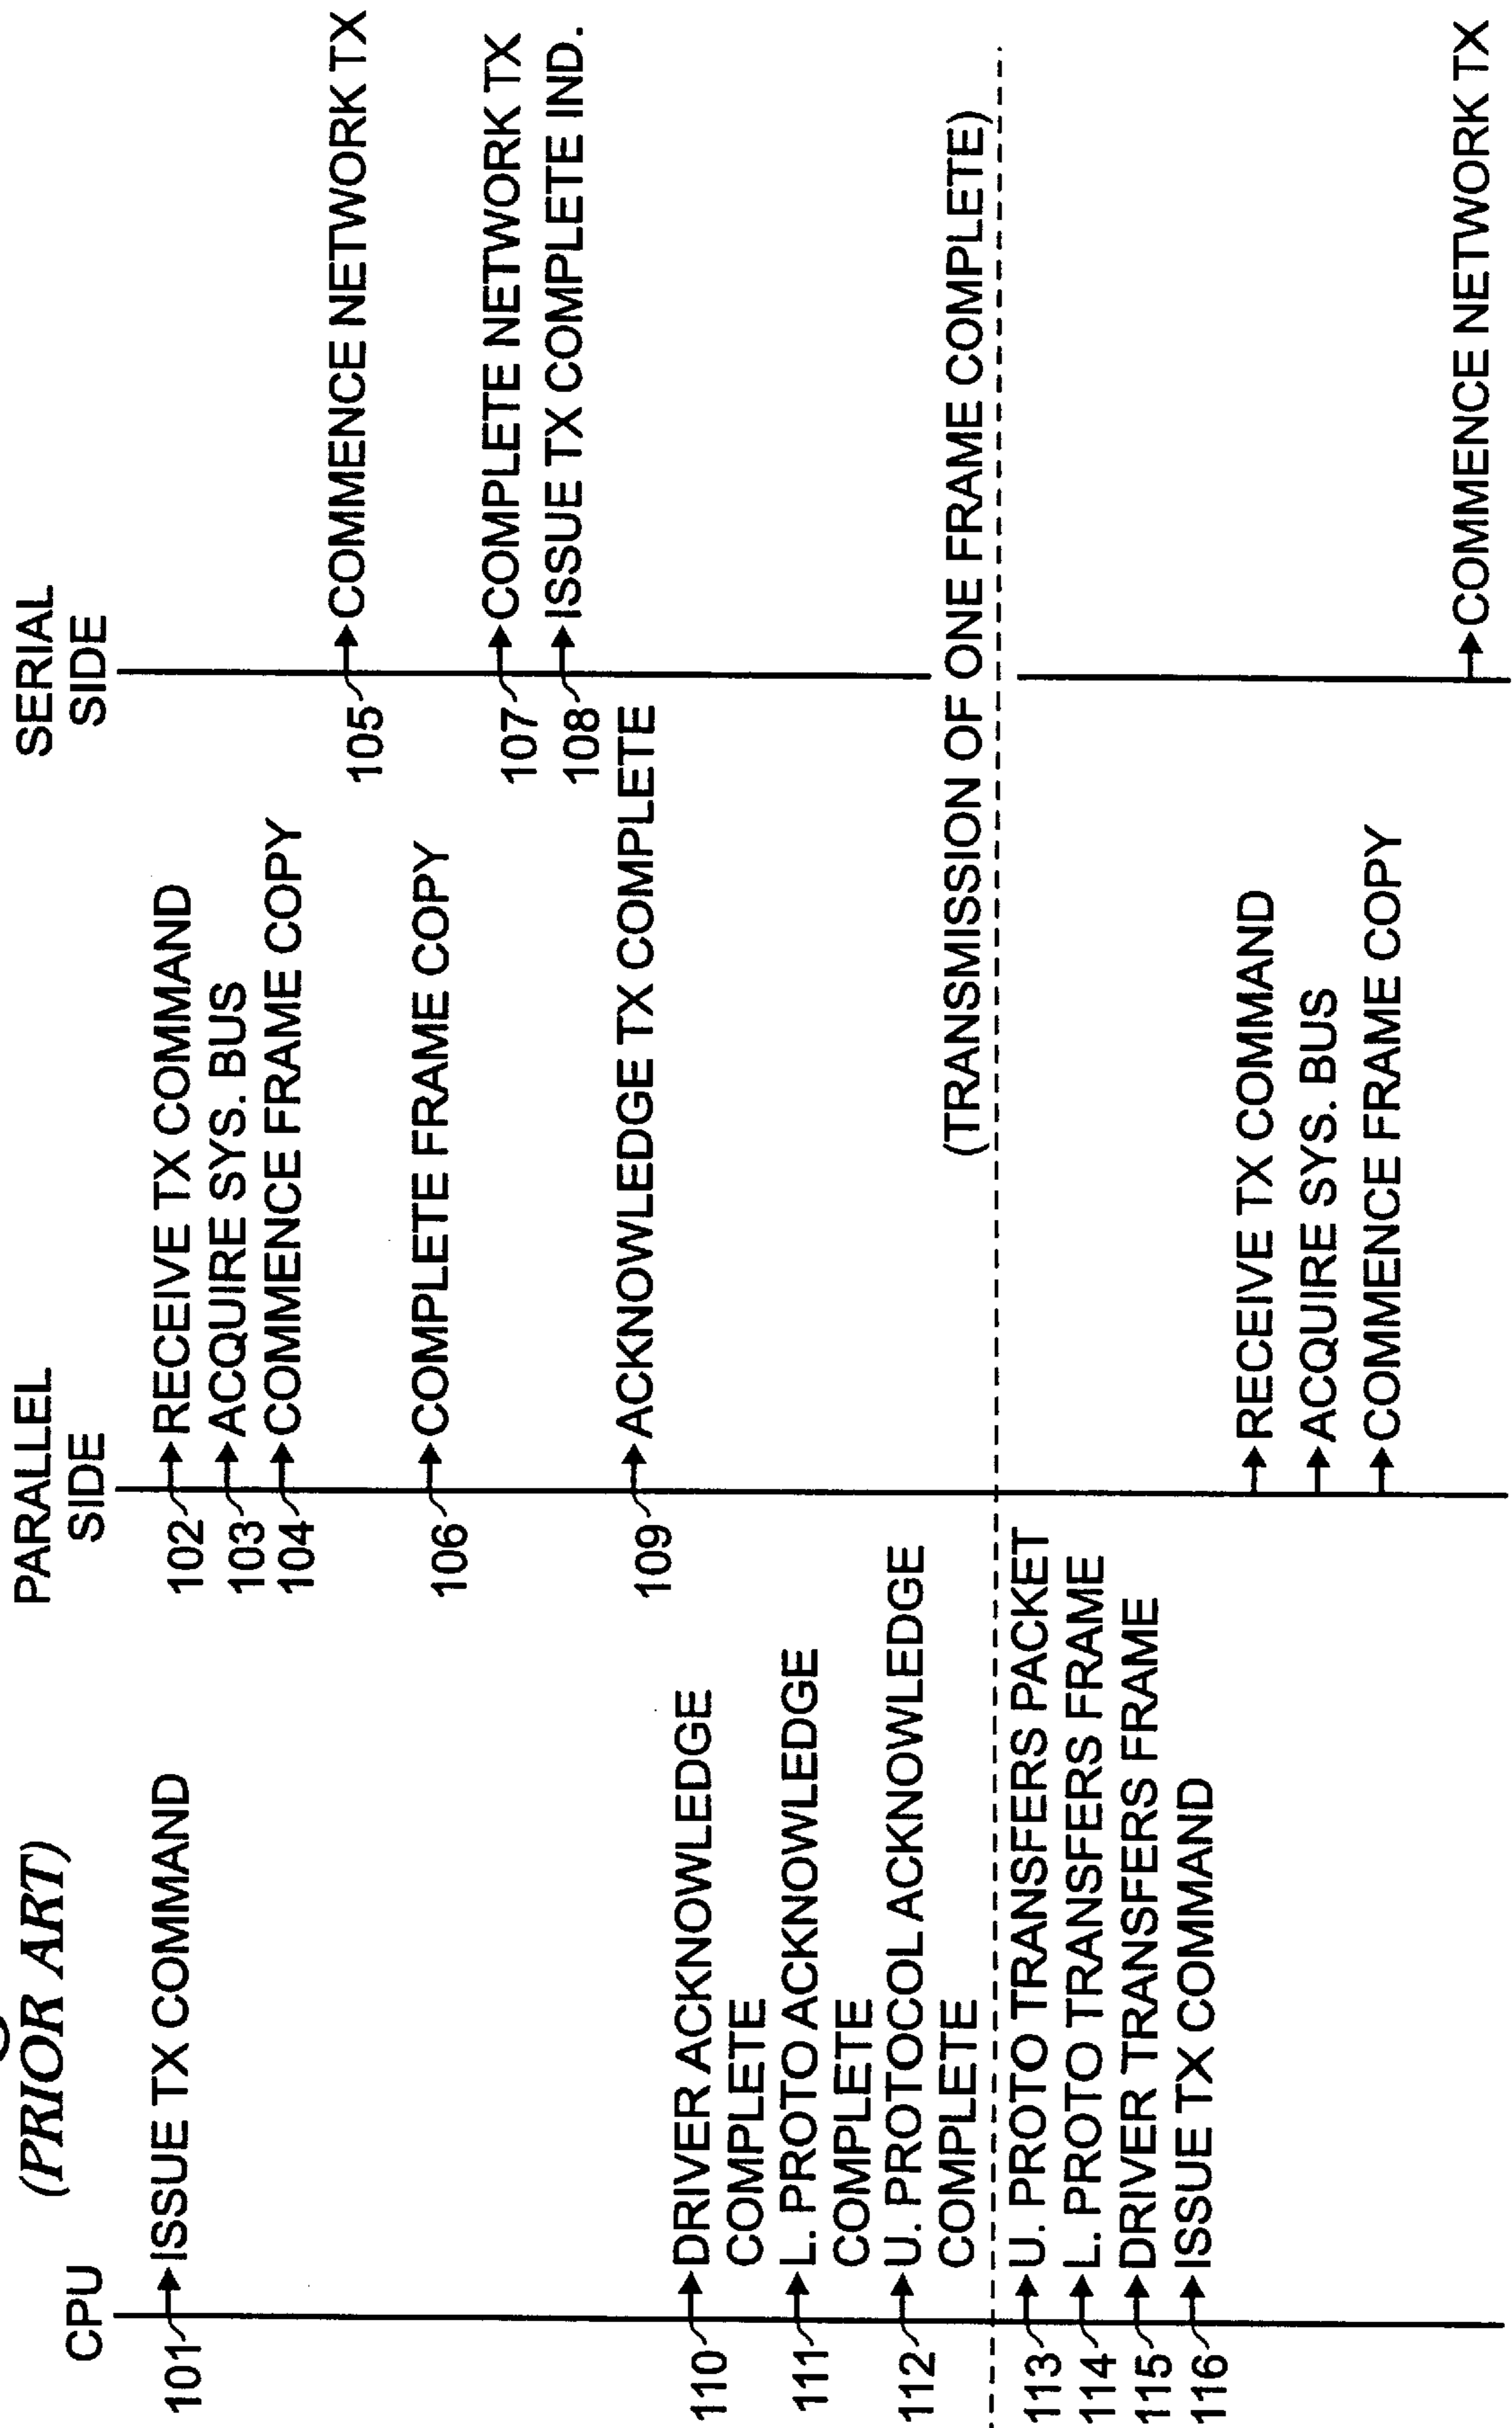 (PRIOR ART)
CPU
PARALLEL
SIDE
SERIAL
SIDE
101
ISSUE TX COMMAND
102
RECEIVE TX COMMAND
103
ACQUIRE SYS. BUS
104
COMMENCE FRAME COPY
105
COMMENCE NETWORK TX
106
COMPLETE FRAME COPY
107
COMPLETE NETWORK TX
108
ISSUE TX COMPLETE IND.
109
ACKNOWLEDGE TX COMPLETE
110
DRIVER ACKNOWLEDGE
COMPLETE
111
L. PROTO ACKNOWLEDGE
COMPLETE
112
U. PROTOCOL ACKNOWLEDGE
COMPLETE
(TRANSMISSION OF ONE FRAME COMPLETE)
113
U. PROTO TRANSFERS PACKET
114
L. PROTO TRANSFERS FRAME
115
DRIVER TRANSFERS FRAME
116
ISSUE TX COMMAND
RECEIVE TX COMMAND
ACQUIRE SYS. BUS
COMMENCE FRAME COPY
COMMENCE NETWORK TX